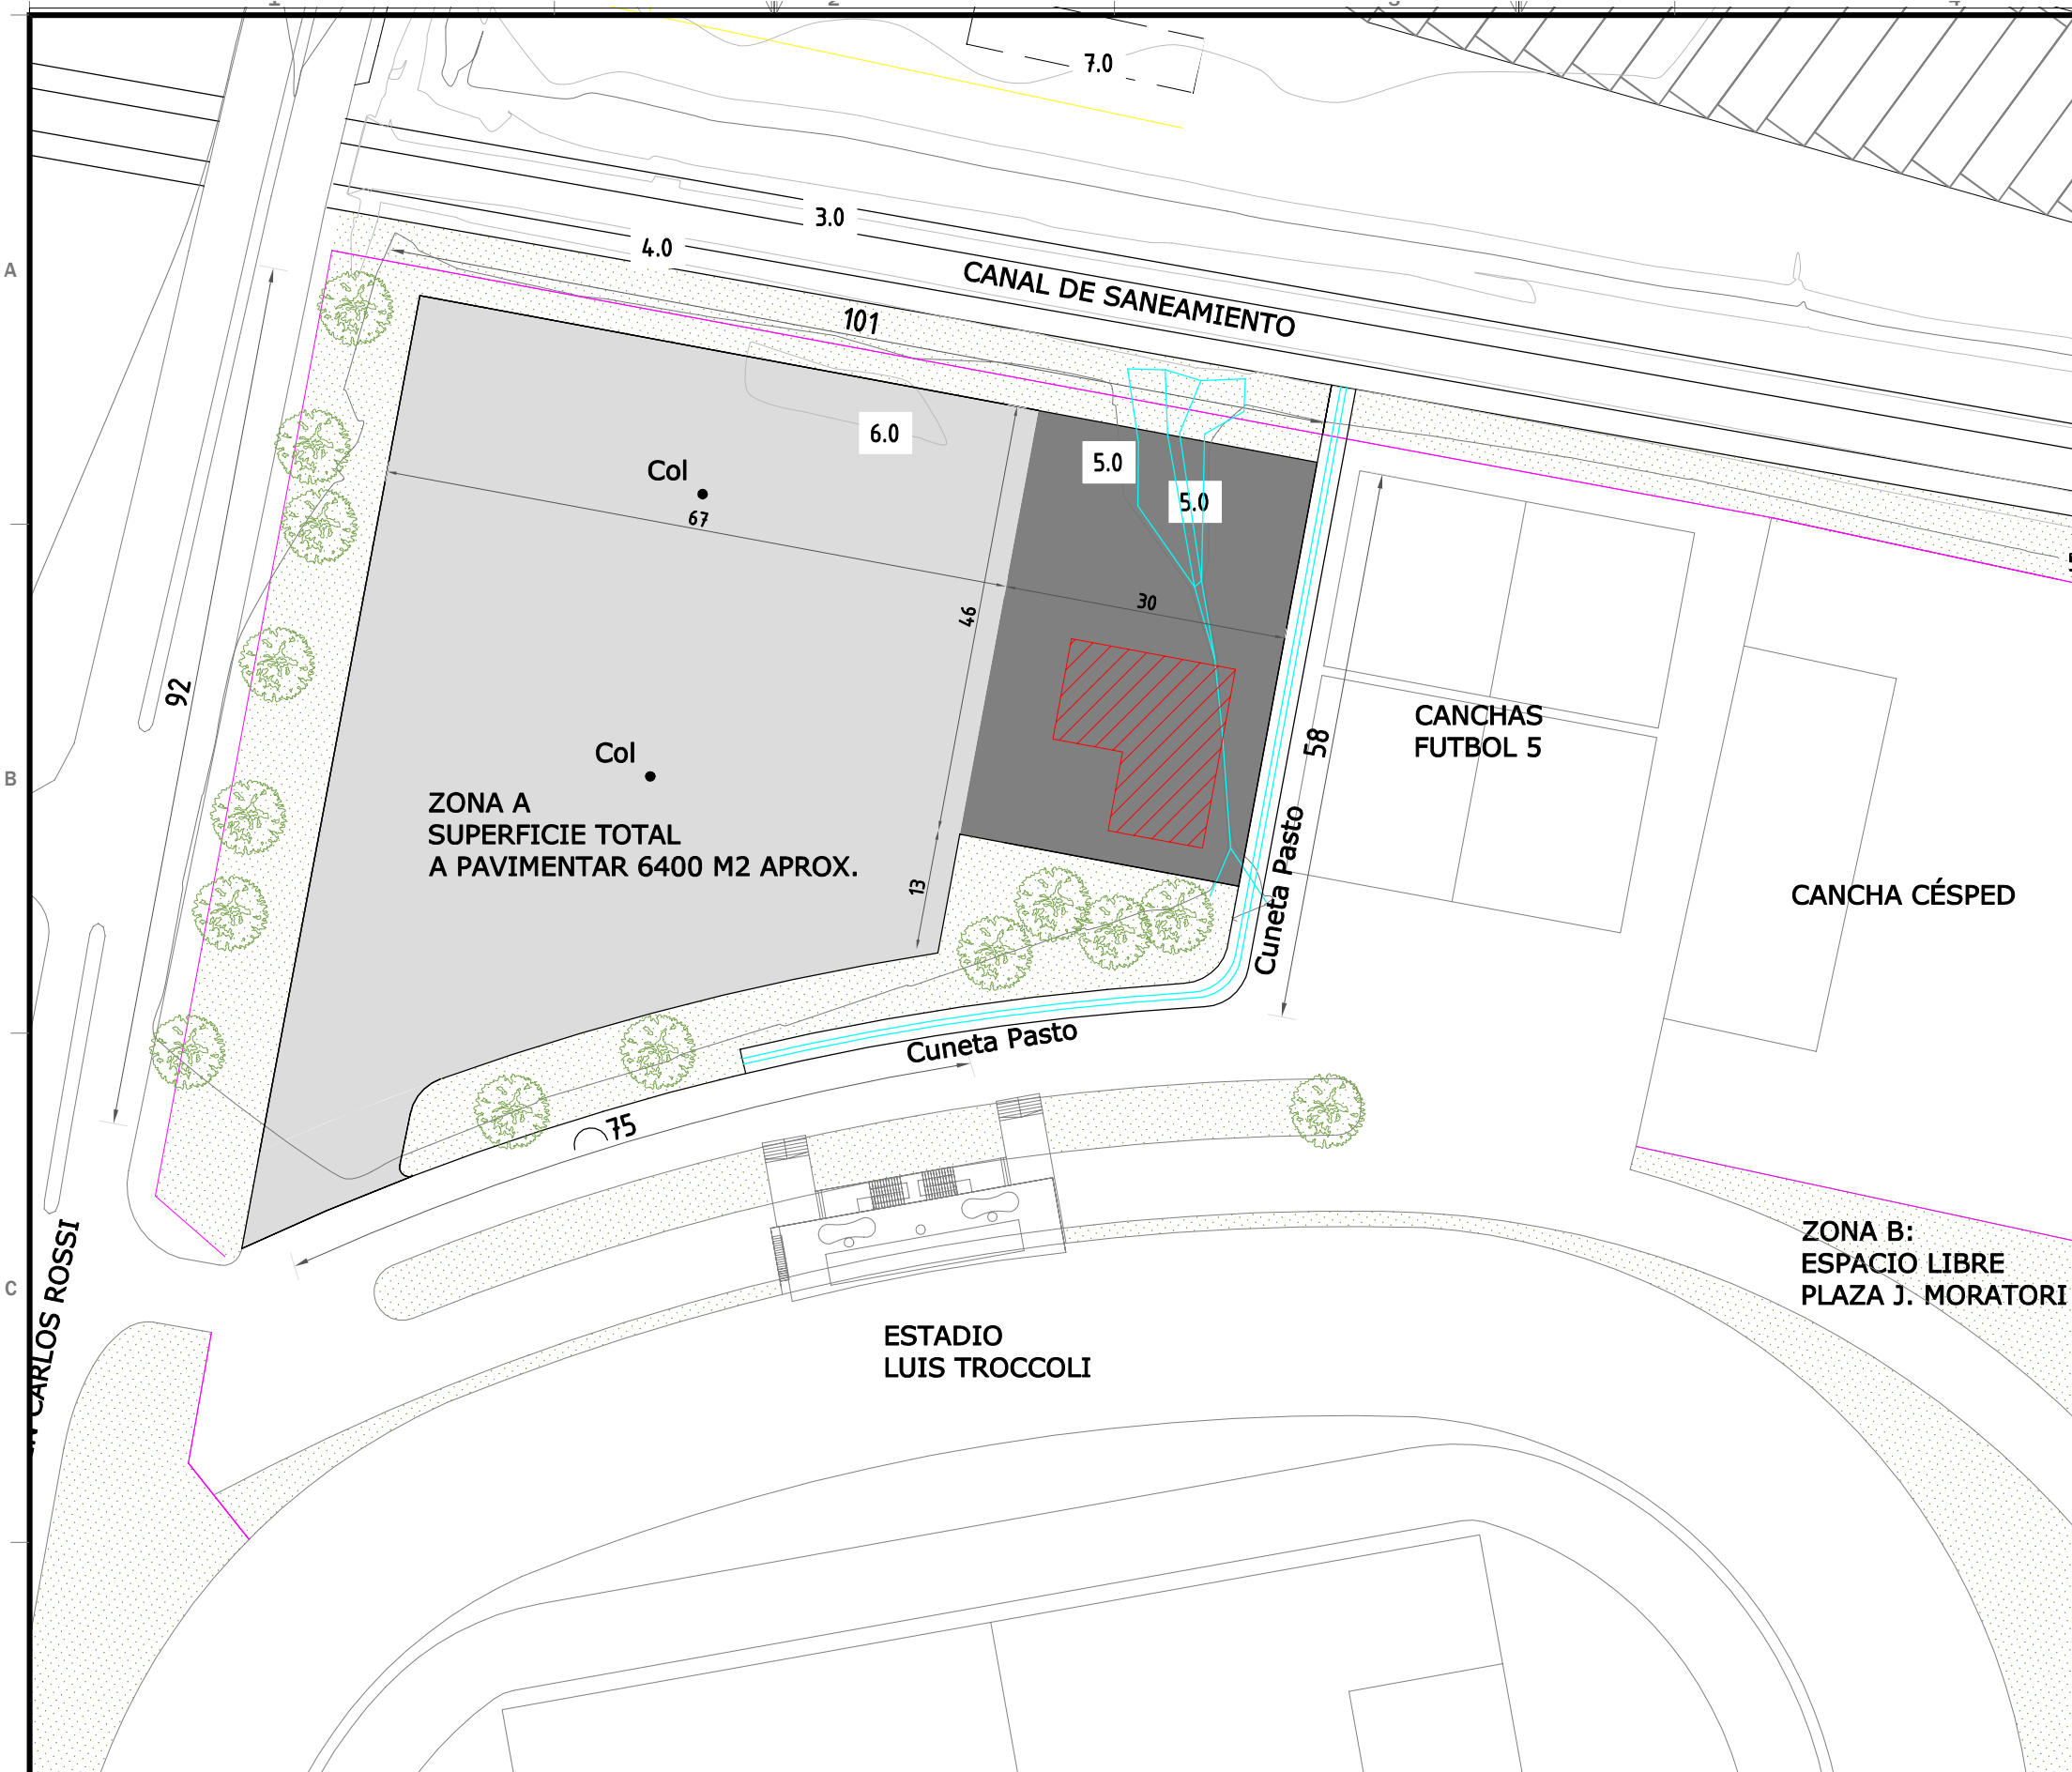 7.0
3.0
4.0
CANAL DE SANEAMIENTO
A
101
6.0
5.0
5.0
Col
67
30
46
92
58
CANCHAS
FUTBOL 5
Col
B
ZONA A
SUPERFICIE TOTAL
A PAVIMENTAR 6400 M2 APROX.
13
Cuneta Pasto
CANCHA CÉSPED
Cuneta Pasto
75
ZONA B:
ESPACIO LIBRE
PLAZA J. MORATORI
C
CARLOS ROSSI
ESTADIO
LUIS TROCCOLI